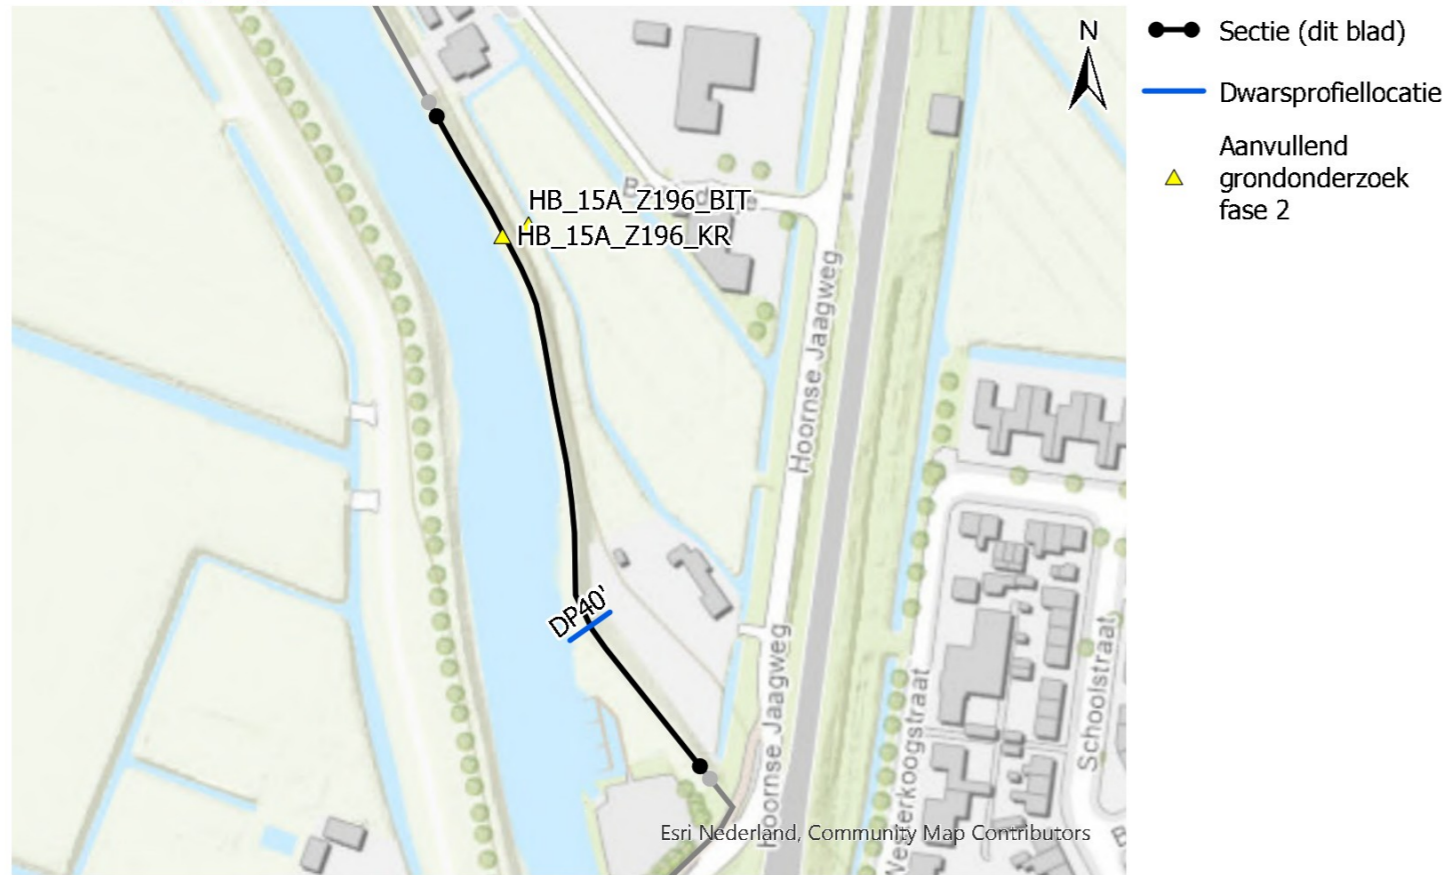 N
Sectie (dit blad)
Dwarsprofiellocatie
Aanvullend
grondonderzoek
fase 2
HB_15A_Z196_BIT
HB_15A_Z196_KR
Hoornse Jaagweg
DP40'
Hoornse Jaagweg
Westerkoogstraat
Schoolstraat
Esri Nederland, Community Map Contributors